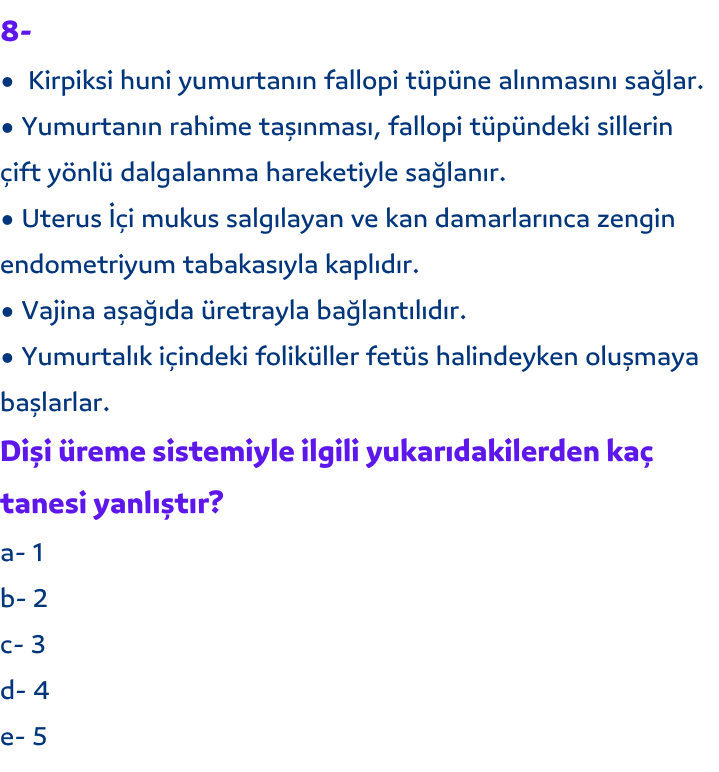 8-
● Kirpiksi huni yumurtanın fallopi tüpüne alınmasını sağlar.
● Yumurtanın rahime taşınması, fallopi tüpündeki sillerin
çift yönlü dalgalanma hareketiyle sağlanır.
● Uterus İçi mukus salgılayan ve kan damarlarınca zengin
endometriyum tabakasıyla kaplıdır.
● Vajina aşağıda üretrayla bağlantılıdır.
● Yumurtalık içindeki foliküller fetüs halindeyken oluşmaya
başlarlar.
Dişi üreme sistemiyle ilgili yukarıdakilerden kaç
tanesi yanlıştır?
a- 1
b- 2
c- 3
d- 4
e- 5